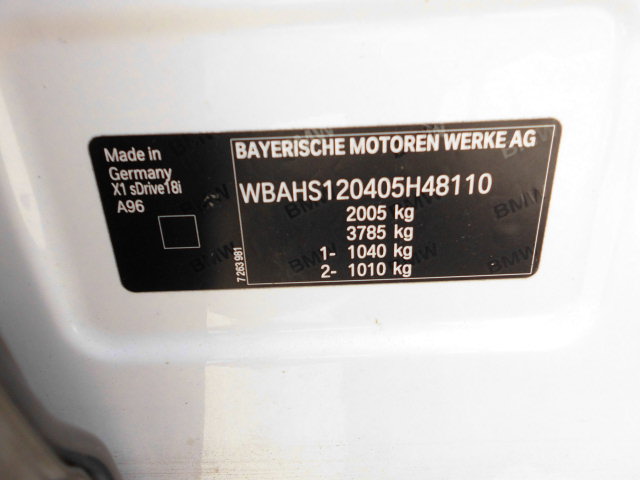 Made in
Germany
X1 sDrive18i
A96
BAYERISCHE MOTOREN WERKE AG
WBAHS120405H48110
2005 kg
3785 kg
1- 1040 kg
2- 1010 kg
7 263 981